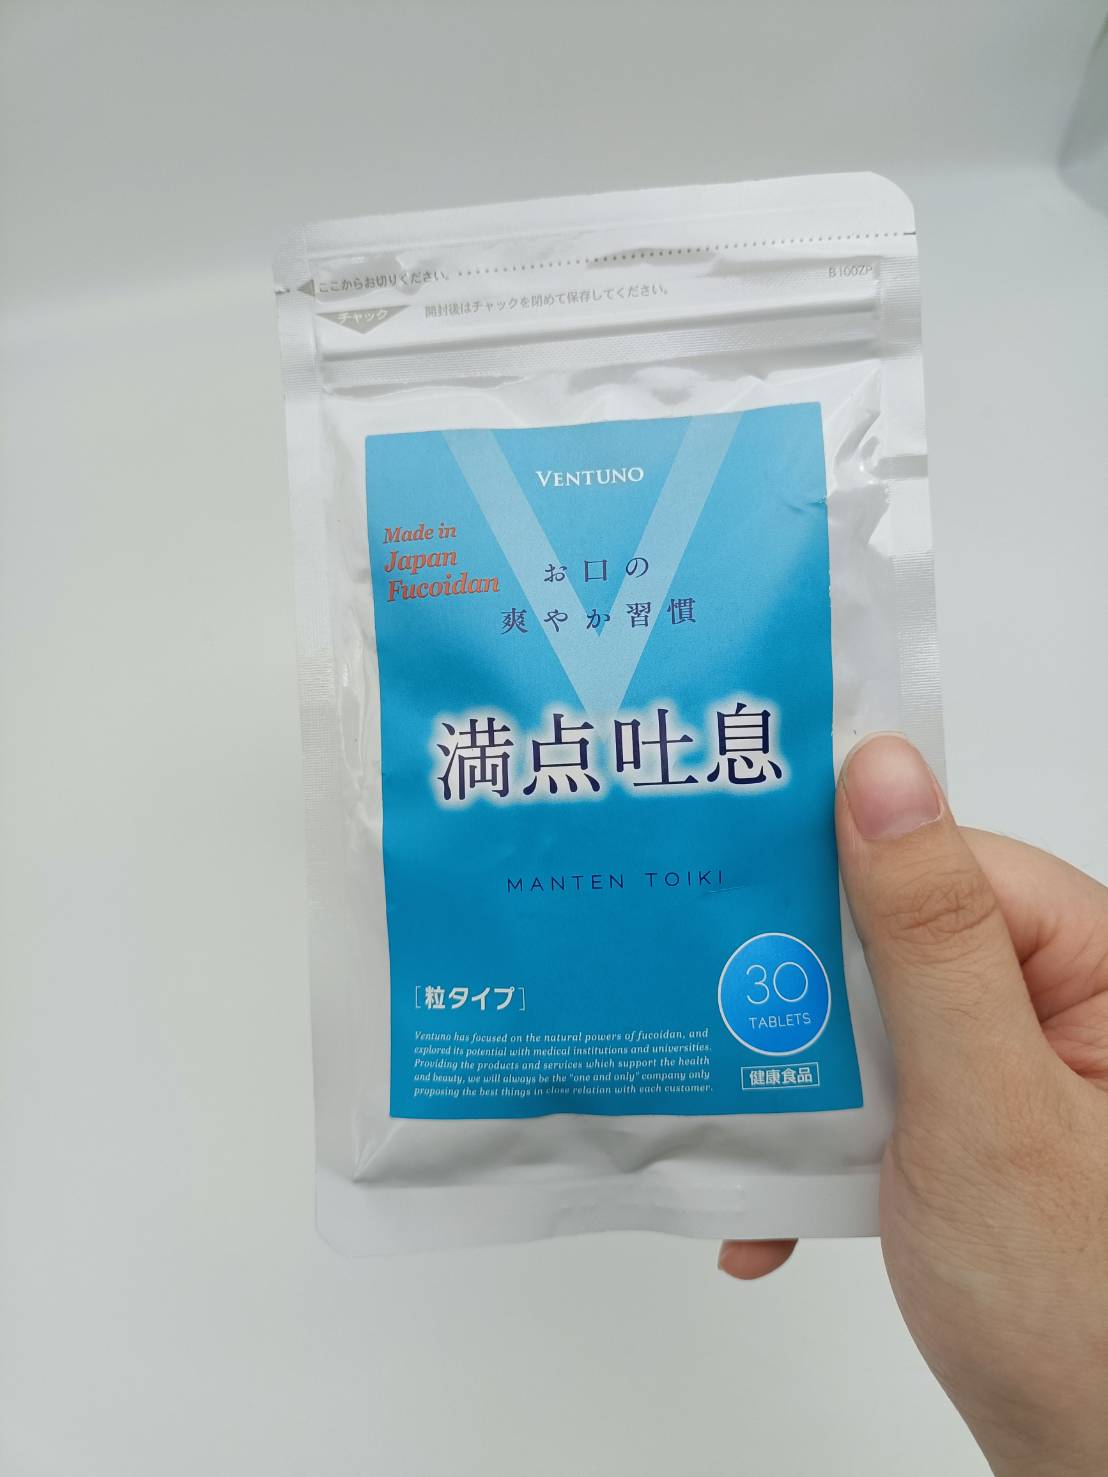 ここからお切りください。
B100ZP
チャック
開封後はチャックを閉めて保存してください。
VENTUNO
Made in
Japan
Fucoidan
お口の
爽やか習慣
満点吐息
MANTEN TOIKI
[粒タイプ]
30
TABLETS
Ventuno has focused on the natural powers of fucoidan, and
explored its potential with medical institutions and universities.
Providing the products and services which support the health
and beauty, we will always be the "one and only" company only
proposing the best things in close relation with each customer.
健康食品